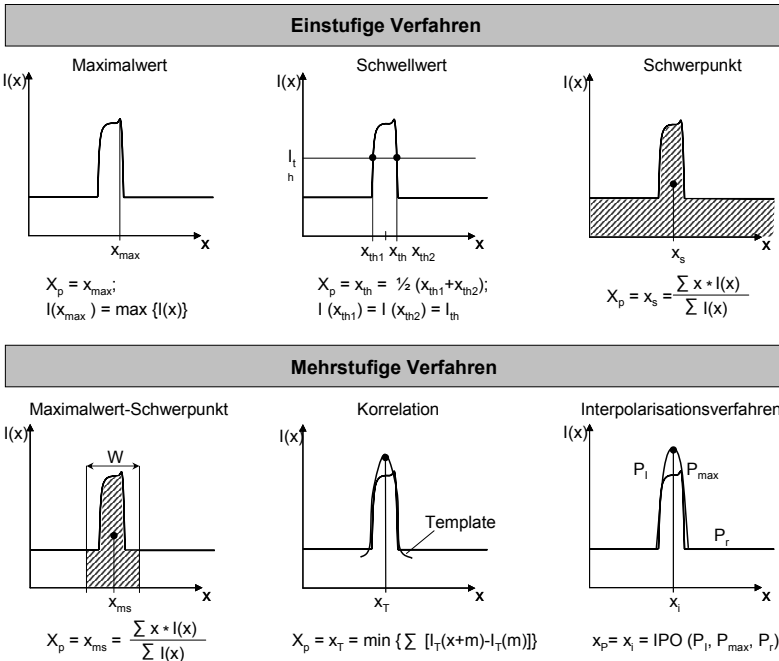 Einstufige Verfahren
Maximalwert
I(x)
x_max
x
X_p = x_max;
I(x_max ) = max {I(x)}
Schwellwert
I(x)
I_t
h
x_th1 x_th x_th2
x
X_p = x_th = ½ (x_th1+x_th2);
I (x_th1) = I (x_th2) = I_th
Schwerpunkt
I(x)
x_s
x
X_p = x_s = ∑ x * I(x)
∑ I(x)
Mehrstufige Verfahren
Maximalwert-Schwerpunkt
I(x)
W
x_ms
x
X_p = x_ms = ∑ x * I(x)
∑ I(x)
Korrelation
I(x)
Template
x_T
x
X_p = x_T = min { ∑ [I_T(x+m)-I_T(m)]}
Interpolarisationsverfahren
I(x)
P_l P_max
P_r
x_i
x
x_P= x_i = IPO (P_l, P_max, P_r)